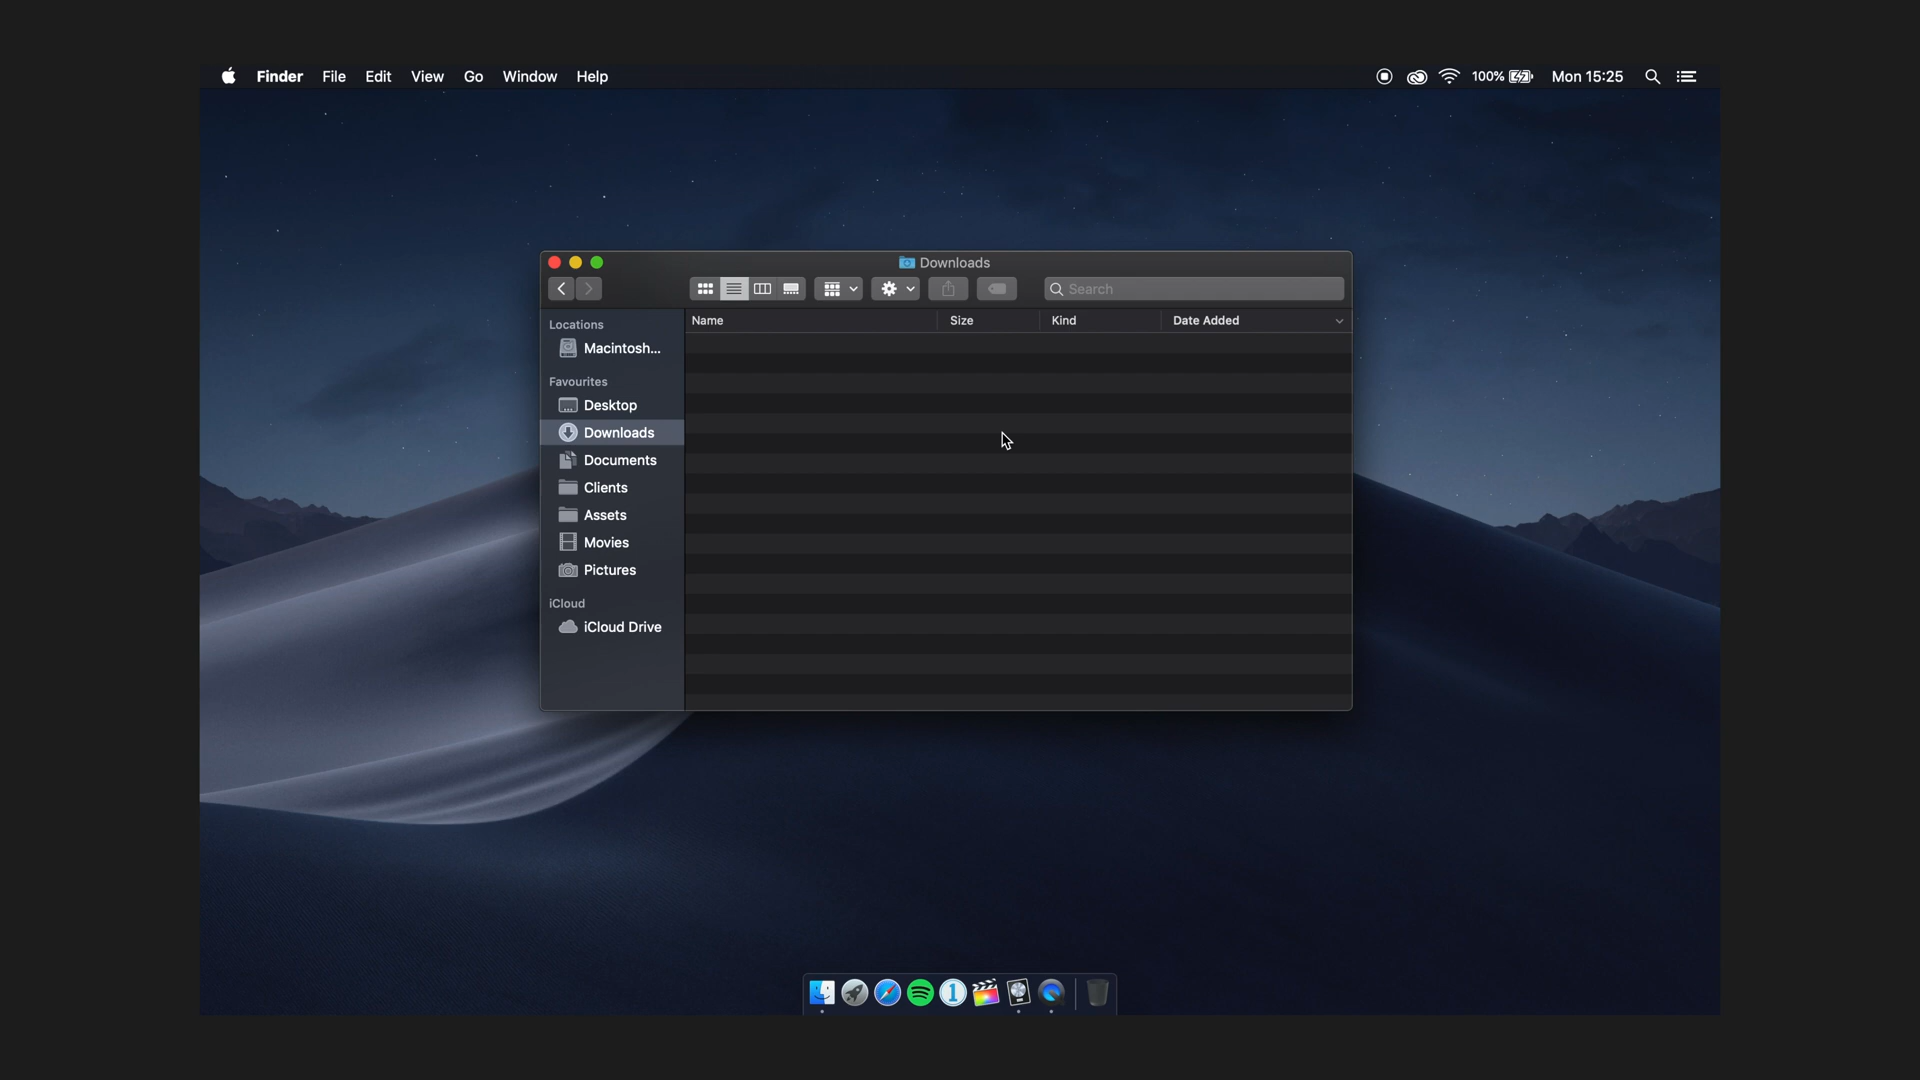 Finder File Edit View Go Window Help 100% Mon 15:25
Downloads
Search
Name Size Kind Date Added
Locations
Macintosh...
Favourites
Desktop
Downloads
Documents
Clients
Assets
Movies
Pictures
iCloud
iCloud Drive
1